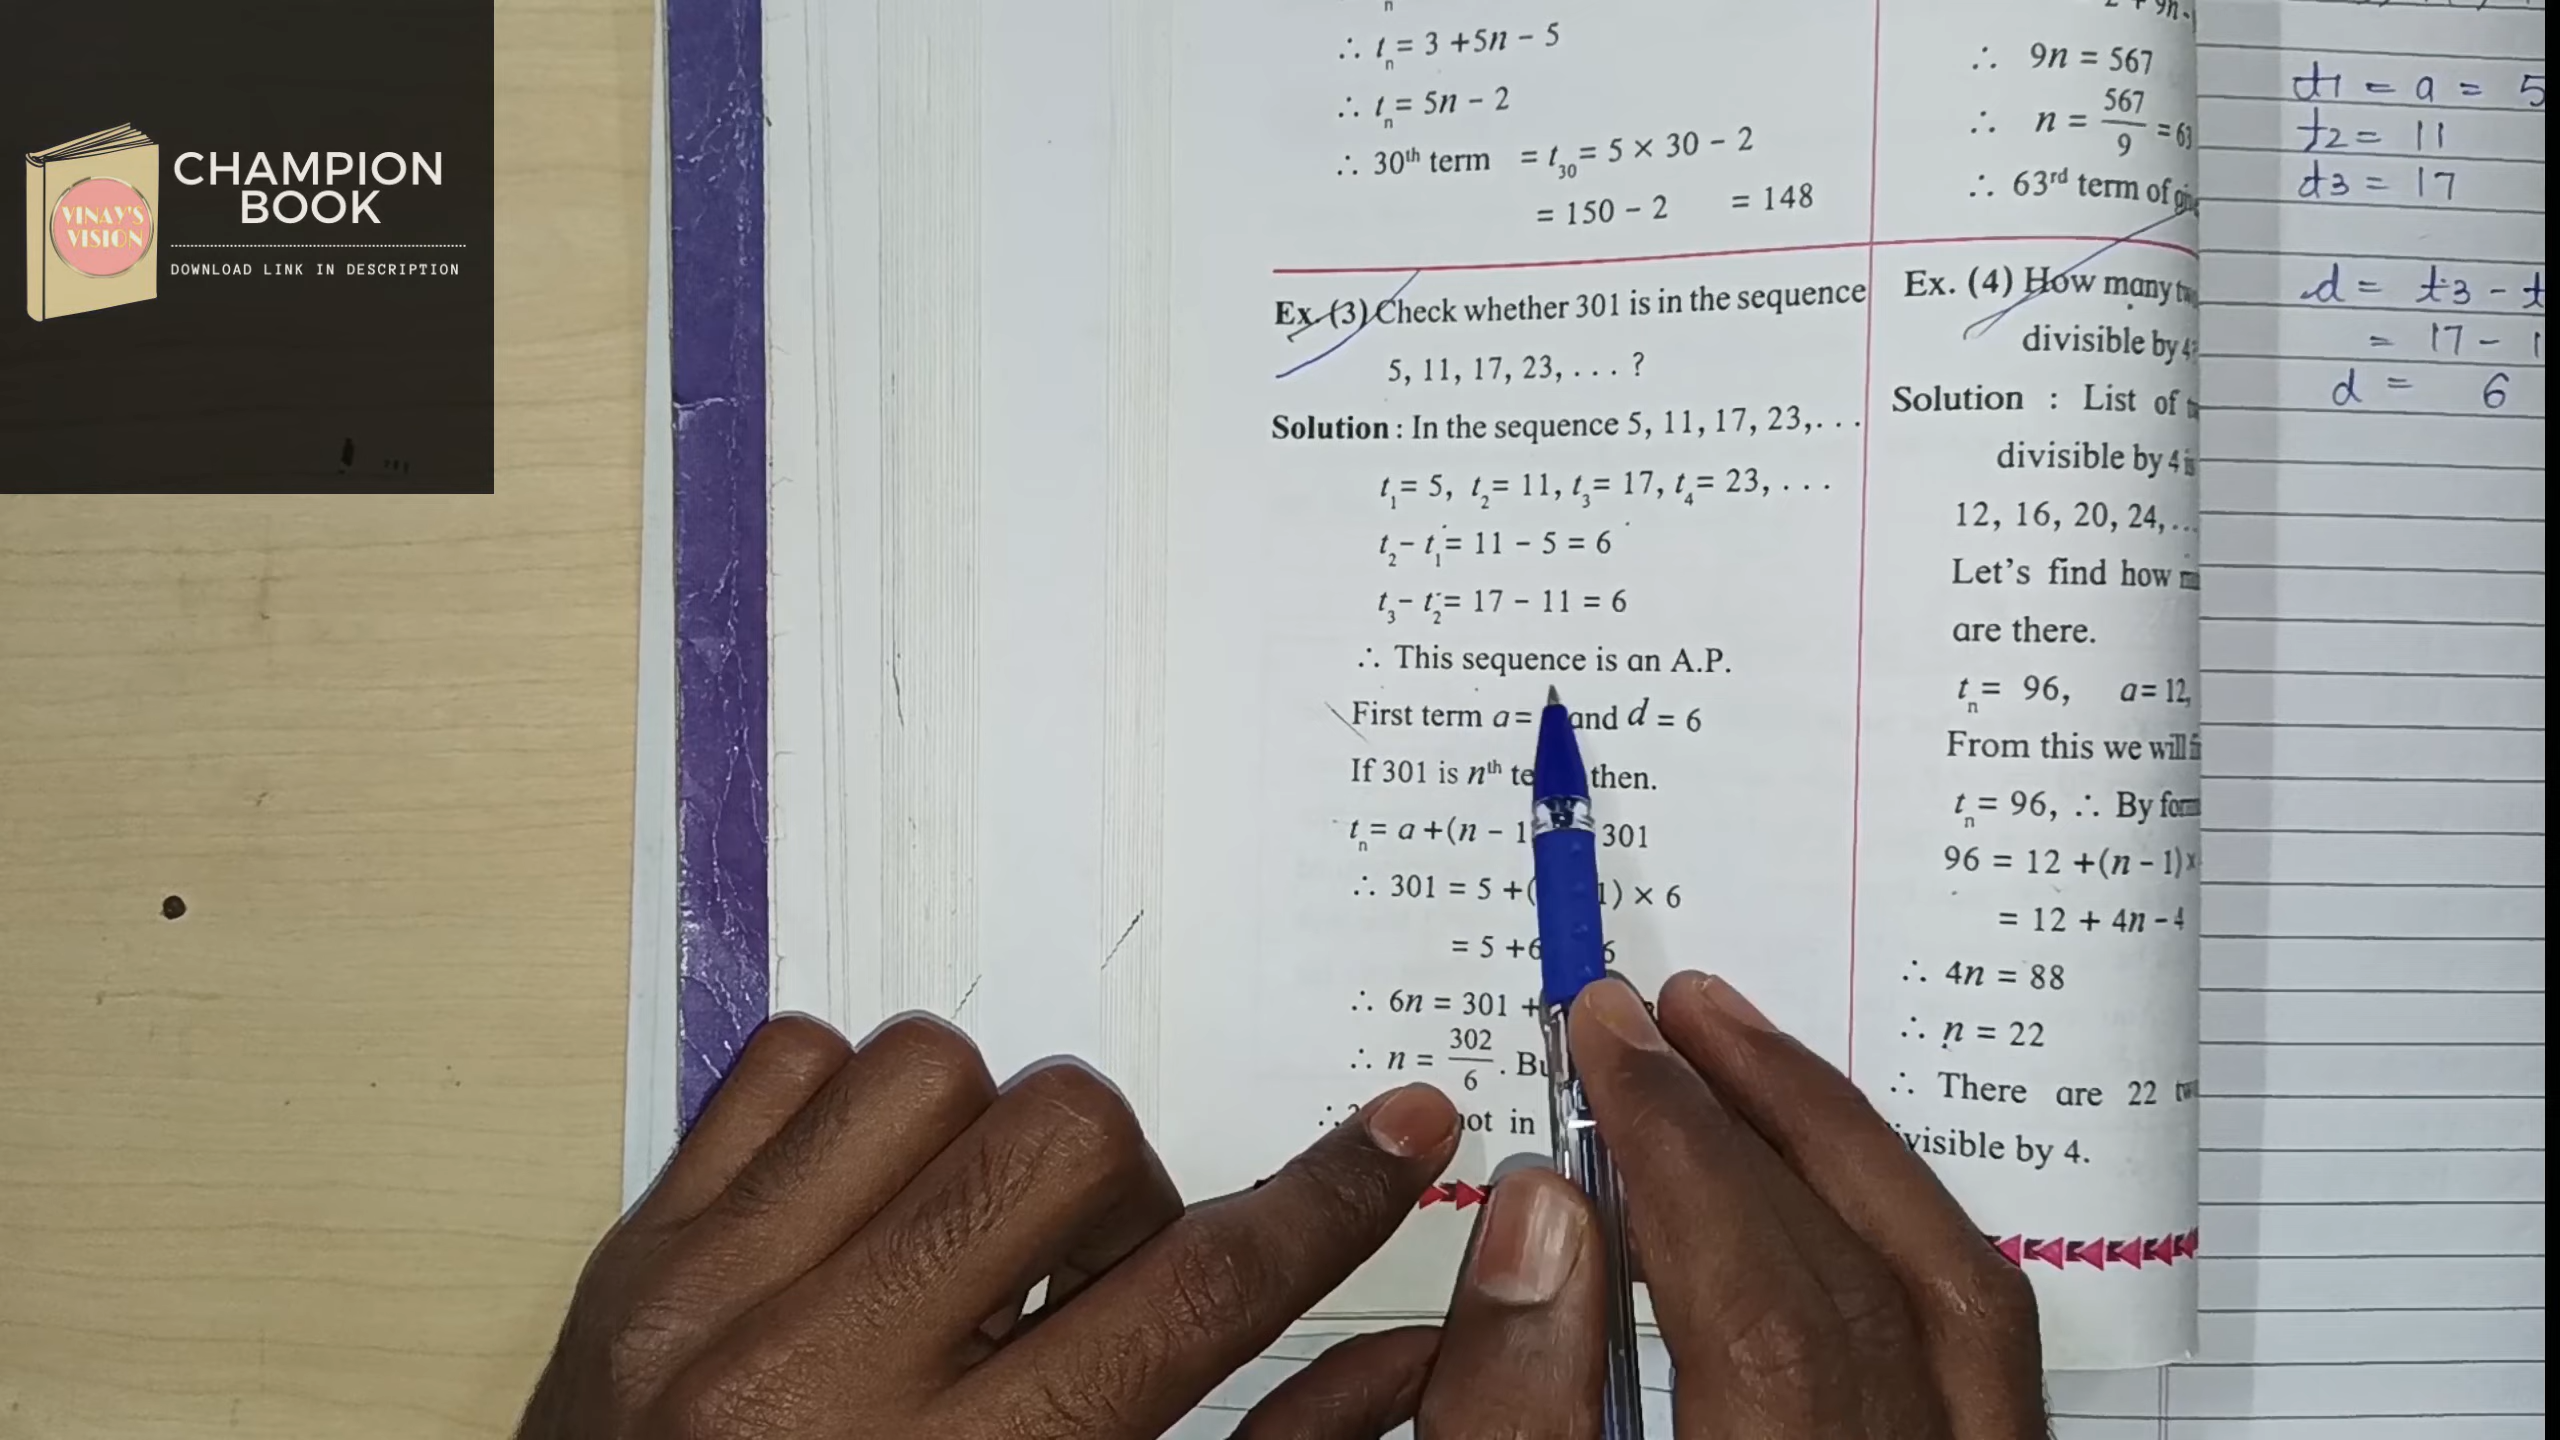 CHAMPION
BOOK
VINAY'S
VISION
DOWNLOAD LINK IN DESCRIPTION
n
∴ tn = 3 +5n − 5
∴ tn = 5n − 2
∴ 30th term = t30 = 5 × 30 − 2
= 150 − 2 = 148
Ex. (3) Check whether 301 is in the sequence
5, 11, 17, 23, . . . ?
Solution : In the sequence 5, 11, 17, 23,. . .
t1 = 5, t2 = 11, t3 = 17, t4 = 23, . . .
t2 − t1 = 11 − 5 = 6
t3 − t2 = 17 − 11 = 6
∴ This sequence is an A.P.
First term a = and d = 6
If 301 is nth then.
tn = a +(n − 1 301
∴ 301 = 5 +( 1) × 6
= 5 +6 6
∴ 6n = 301 +
∴ n = 302/6 .
∴ not in
+ 9n
∴ 9n = 567
∴ n = 567/9 = 63
∴ 63rd term of
Ex. (4) How many
divisible by 4
Solution : List of
divisible by 4
12, 16, 20, 24,...
Let's find how
are there.
tn = 96, a = 12,
From this we will
tn = 96, ∴ By
96 = 12 +(n − 1)×
= 12 + 4n − 4
∴ 4n = 88
∴ n = 22
∴ There are 22
visible by 4.
t1 = a = 5
t2 = 11
t3 = 17
d = t3 − t
= 17 − 1
d = 6